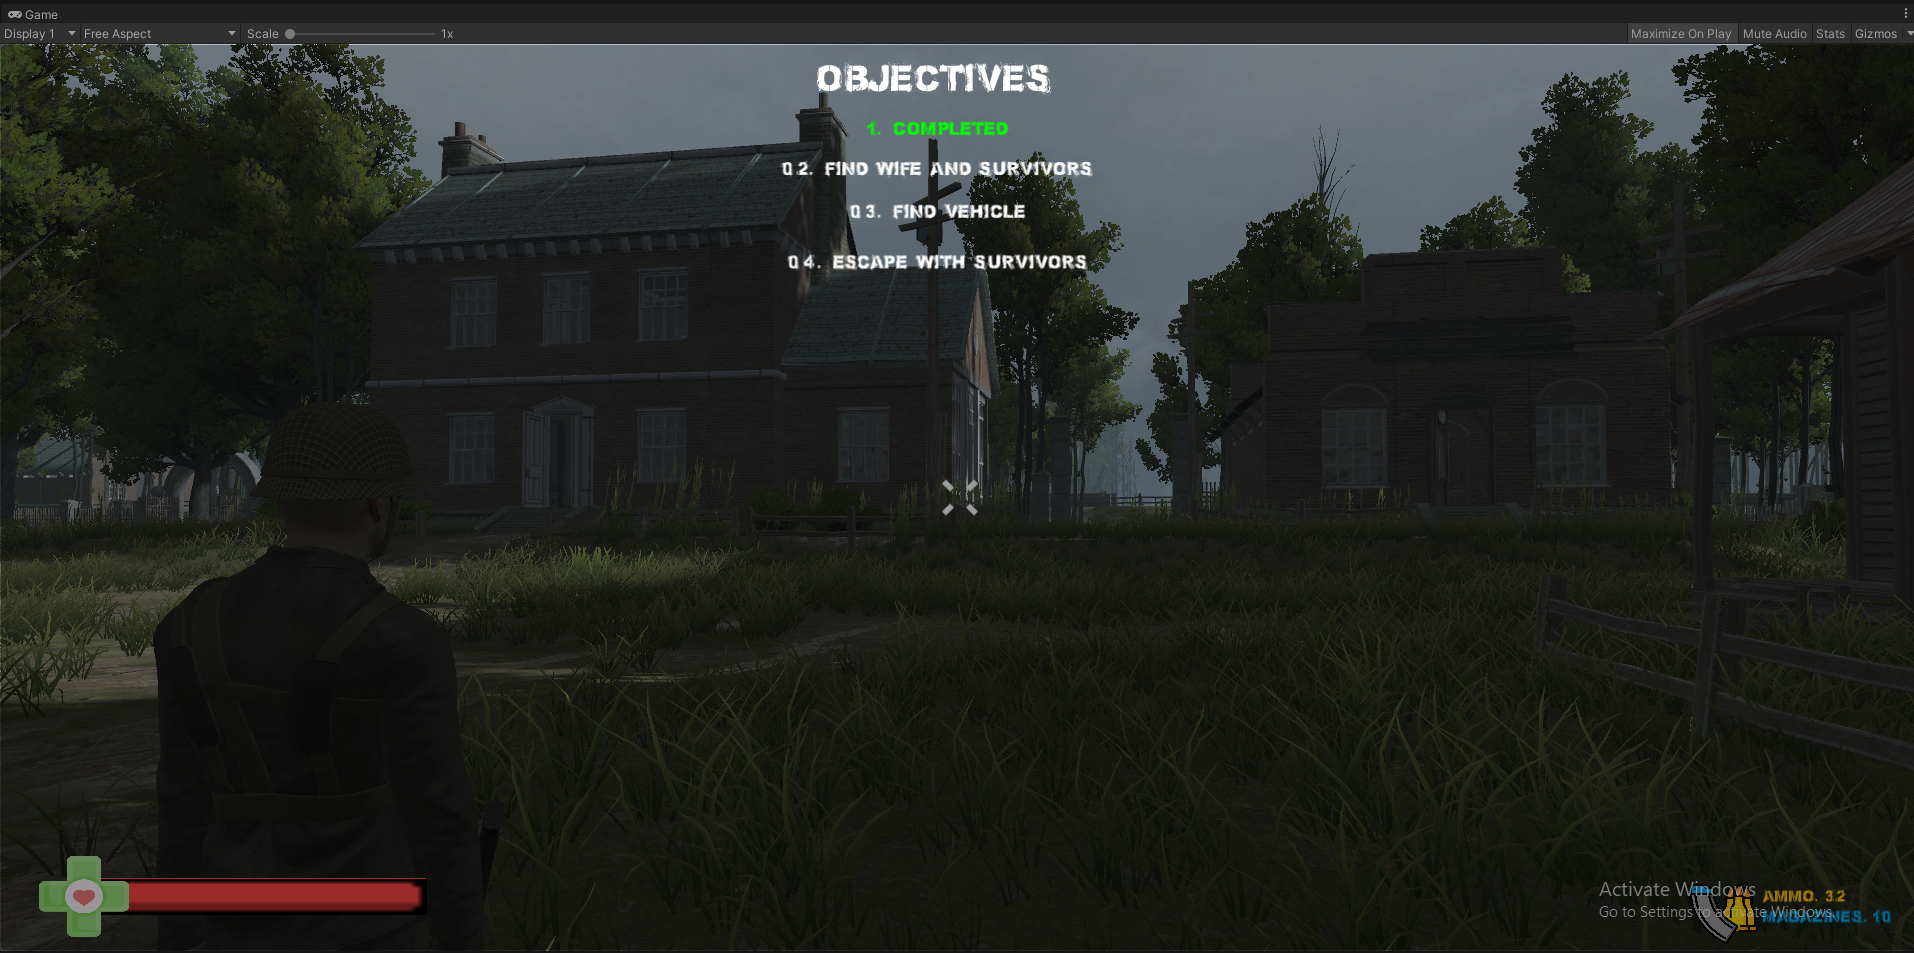 Game
Display 1 Free Aspect Scale 1x Maximize On Play Mute Audio Stats Gizmos
OBJECTIVES
1. COMPLETED
0 2. FIND WIFE AND SURVIVORS
0 3. FIND VEHICLE
0 4. ESCAPE WITH SURVIVORS
Activate Windows
Go to Settings to activate Windows.
AMMO. 32
MAGAZINES. 10